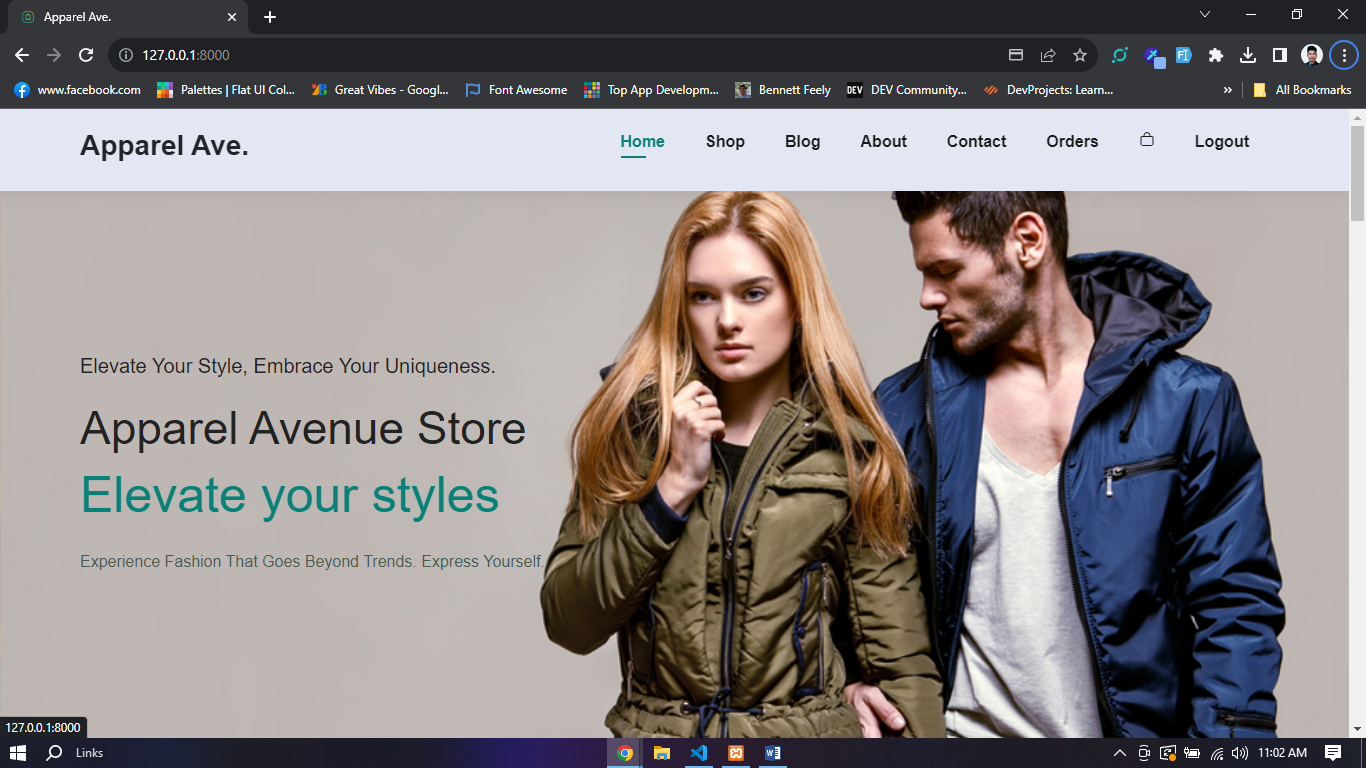 Apparel Ave.
127.0.0.1:8000
www.facebook.com
Palettes | Flat UI Col...
Great Vibes - Googl...
Font Awesome
Top App Developm...
Bennett Feely
DEV Community...
DevProjects: Learn...
»
All Bookmarks
Apparel Ave.
Home
Shop
Blog
About
Contact
Orders
Logout
Elevate Your Style, Embrace Your Uniqueness.
Apparel Avenue Store
Elevate your styles
Experience Fashion That Goes Beyond Trends. Express Yourself.
127.0.0.1:8000
Links
11:02 AM